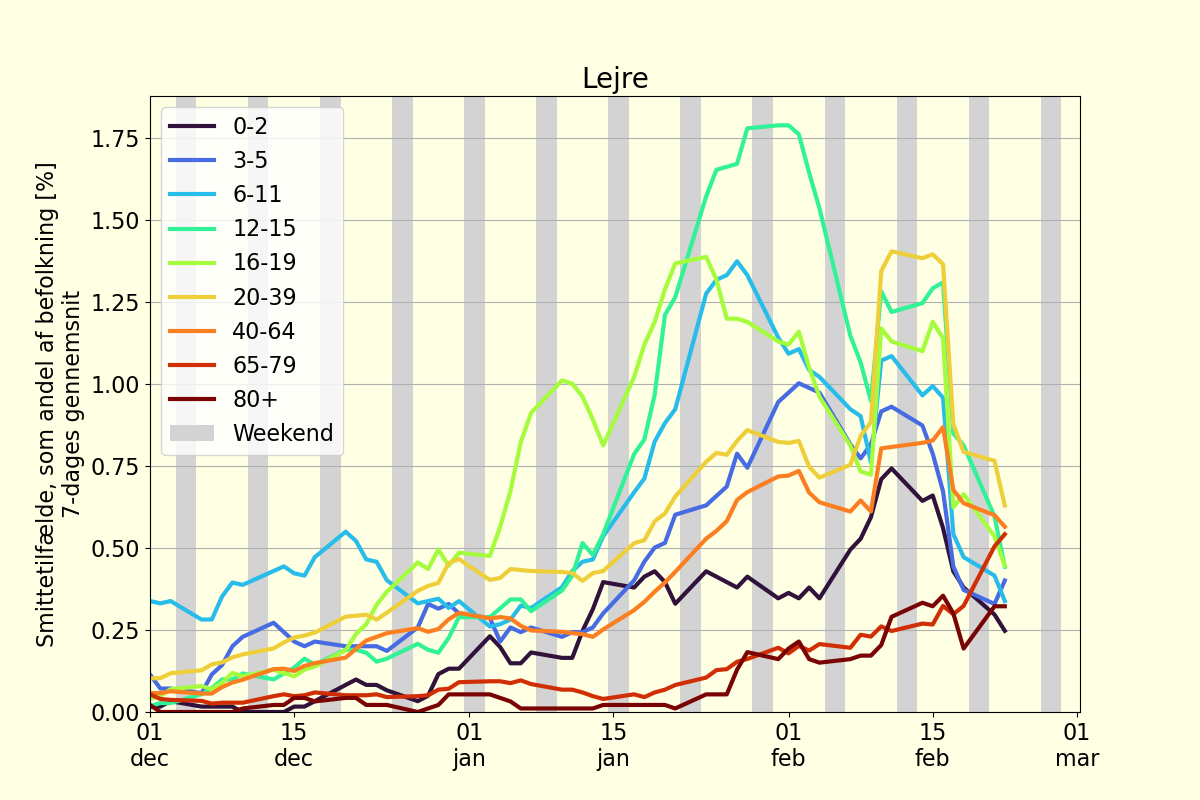 Lejre
Smittetilfælde, som andel af befolkning [%]
7-dages gennemsnit
1.75
1.50
1.25
1.00
0.75
0.50
0.25
0.00
0-2
3-5
6-11
12-15
16-19
20-39
40-64
65-79
80+
Weekend
01 15 01 15 01 15 01
dec dec jan jan feb feb mar